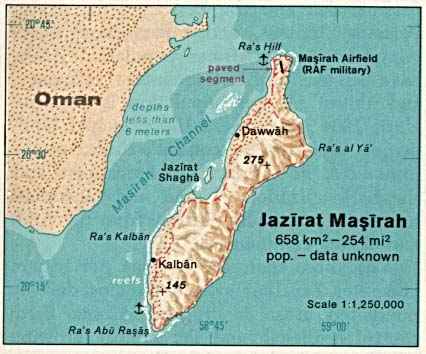 20°45'
Ra's Hilf
Maşīrah Airfield
(RAF military)
paved
segment
Oman
depths
less than
6 meters
Masirah Channel
Dawwāh
Ra's al Yā'
20°30'
275
Jazīrat
Shaghā
Jazīrat Maşīrah
658 km²–254 mi²
pop. – data unknown
Ra's Kalbān
Kalbān
reefs
145
20°15'
Scale 1:1,250,000
Ra's Abū Raşāş
58°45'
59°00'